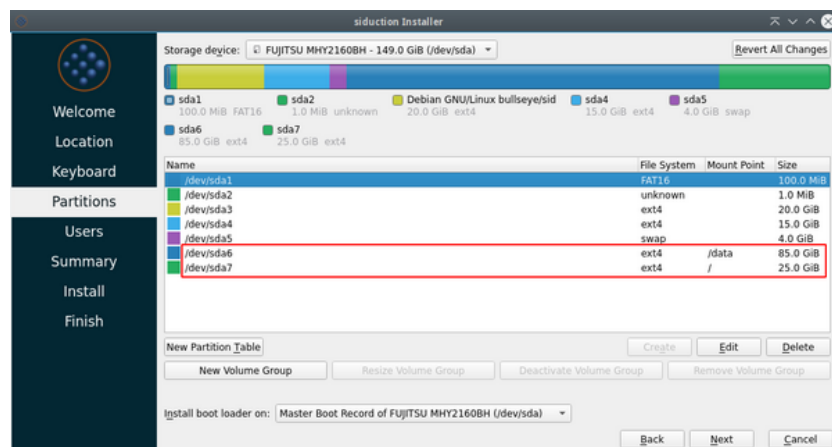 siduction Installer
Storage device: FUJITSU MHY2160BH - 149.0 GiB (/dev/sda)
Revert All Changes
sda1 sda2 Debian GNU/Linux bullseye/sid sda4 sda5
100.0 MiB FAT16 1.0 MiB unknown 20.0 GiB ext4 15.0 GiB ext4 4.0 GiB swap
sda6 sda7
85.0 GiB ext4 25.0 GiB ext4
Welcome
Location
Keyboard
Partitions
Users
Summary
Install
Finish
Name File System Mount Point Size
/dev/sda1 FAT16 100.0 MiB
/dev/sda2 unknown 1.0 MiB
/dev/sda3 ext4 20.0 GiB
/dev/sda4 ext4 15.0 GiB
/dev/sda5 swap 4.0 GiB
/dev/sda6 ext4 /data 85.0 GiB
/dev/sda7 ext4 / 25.0 GiB
New Partition Table Create Edit Delete
New Volume Group Resize Volume Group Deactivate Volume Group Remove Volume Group
Install boot loader on: Master Boot Record of FUJITSU MHY2160BH (/dev/sda)
Back Next Cancel